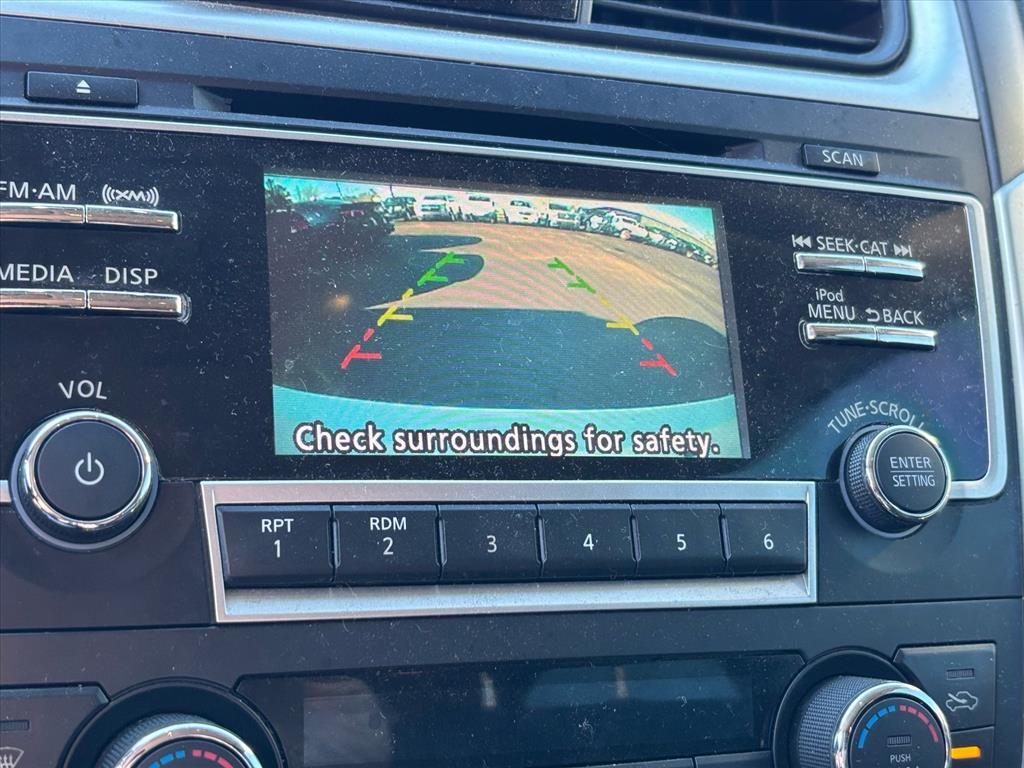 SCAN
FM·AM
((XM))
SEEK·CAT
MEDIA
DISP
iPod
MENU
BACK
VOL
TUNE·SCROLL
Check surroundings for safety.
ENTER
SETTING
RPT
1
RDM
2
3
4
5
6
PUSH